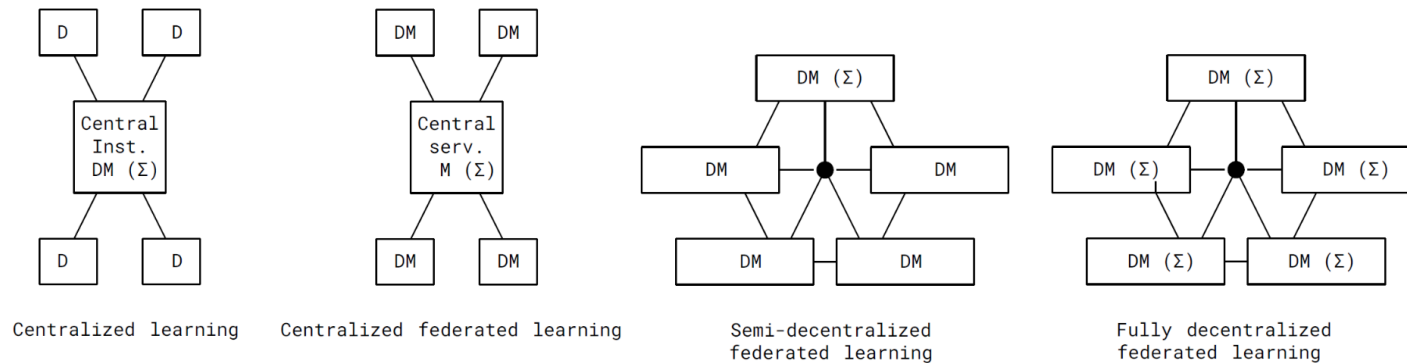 D
D
Central
Inst.
DM (Σ)
D
D
Centralized learning
DM
DM
Central
serv.
M (Σ)
DM
DM
Centralized federated learning
DM (Σ)
DM
DM
DM
DM
Semi-decentralized
federated learning
DM (Σ)
DM (Σ)
DM (Σ)
DM (Σ)
DM (Σ)
Fully decentralized
federated learning